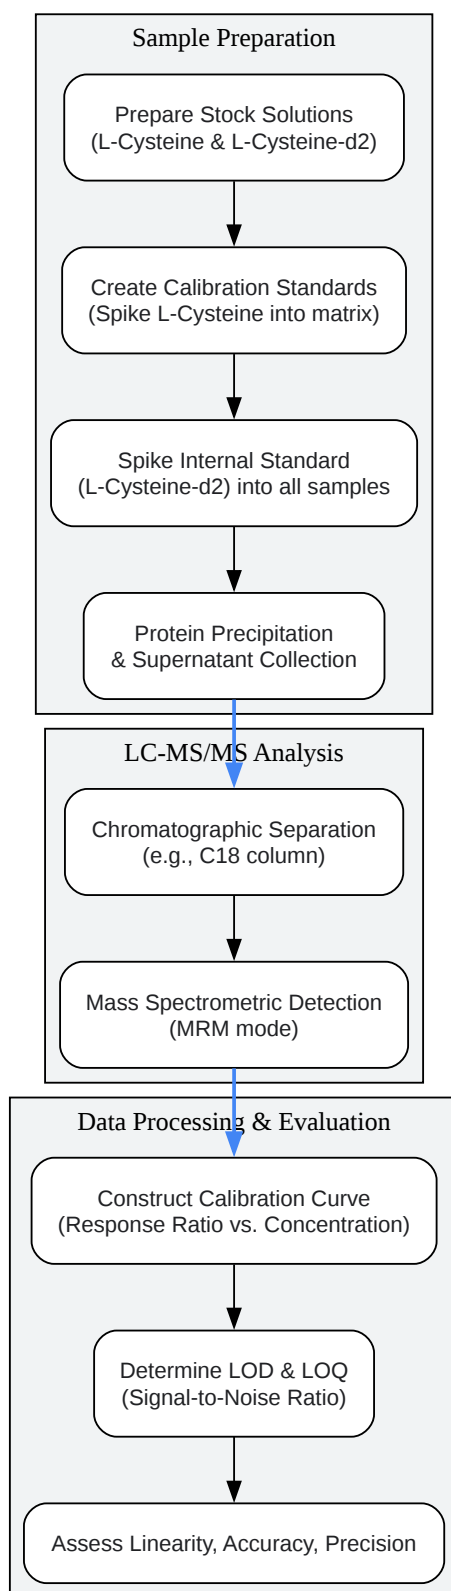 Sample Preparation
Prepare Stock Solutions
(L-Cysteine & L-Cysteine-d2)
Create Calibration Standards
(Spike L-Cysteine into matrix)
Spike Internal Standard
(L-Cysteine-d2) into all samples
Protein Precipitation
& Supernatant Collection
LC-MS/MS Analysis
Chromatographic Separation
(e.g., C18 column)
Mass Spectrometric Detection
(MRM mode)
Data Processing & Evaluation
Construct Calibration Curve
(Response Ratio vs. Concentration)
Determine LOD & LOQ
(Signal-to-Noise Ratio)
Assess Linearity, Accuracy, Precision